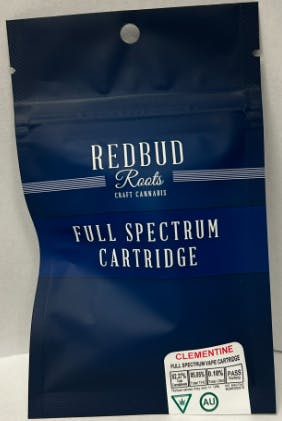 REDBUD
Roots
CRAFT CANNABIS
FULL SPECTRUM
CARTRIDGE
CLEMENTINE
FULL SPECTRUM VAPE CARTRIDGE
PASS
AU